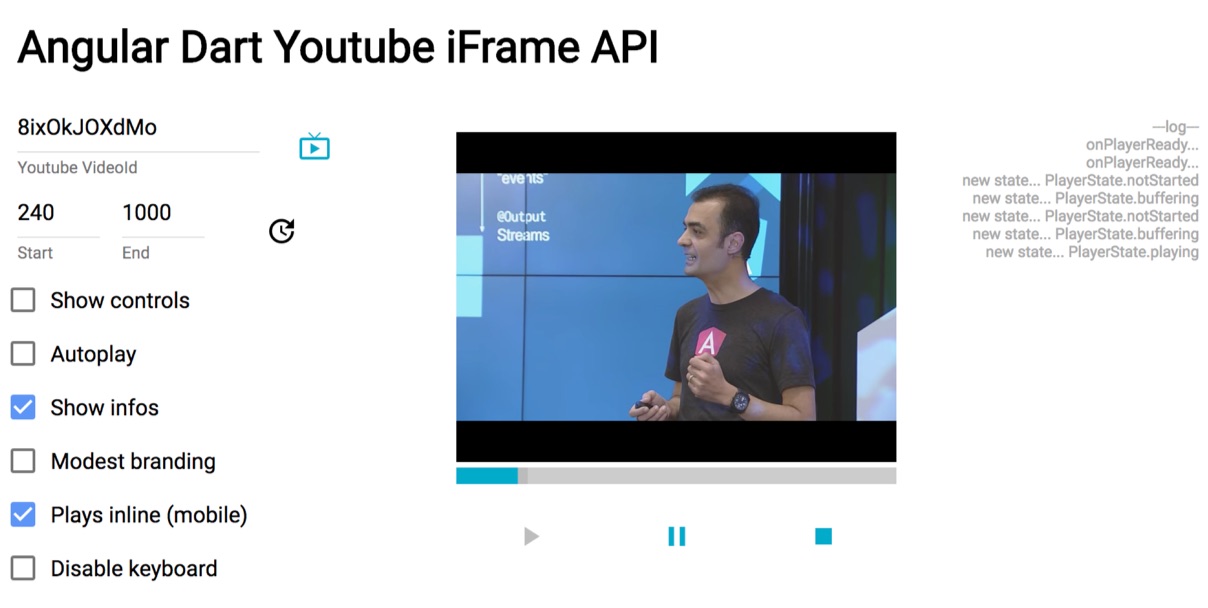 Angular Dart Youtube iFrame API
8ixOkJOXdMo
Youtube VideoId
240
1000
Start
End
Show controls
Autoplay
Show infos
Modest branding
Plays inline (mobile)
Disable keyboard
"events"
@Output
Streams
A
---log---
onPlayerReady...
onPlayerReady...
new state... PlayerState.notStarted
new state... PlayerState.buffering
new state... PlayerState.notStarted
new state... PlayerState.buffering
new state... PlayerState.playing